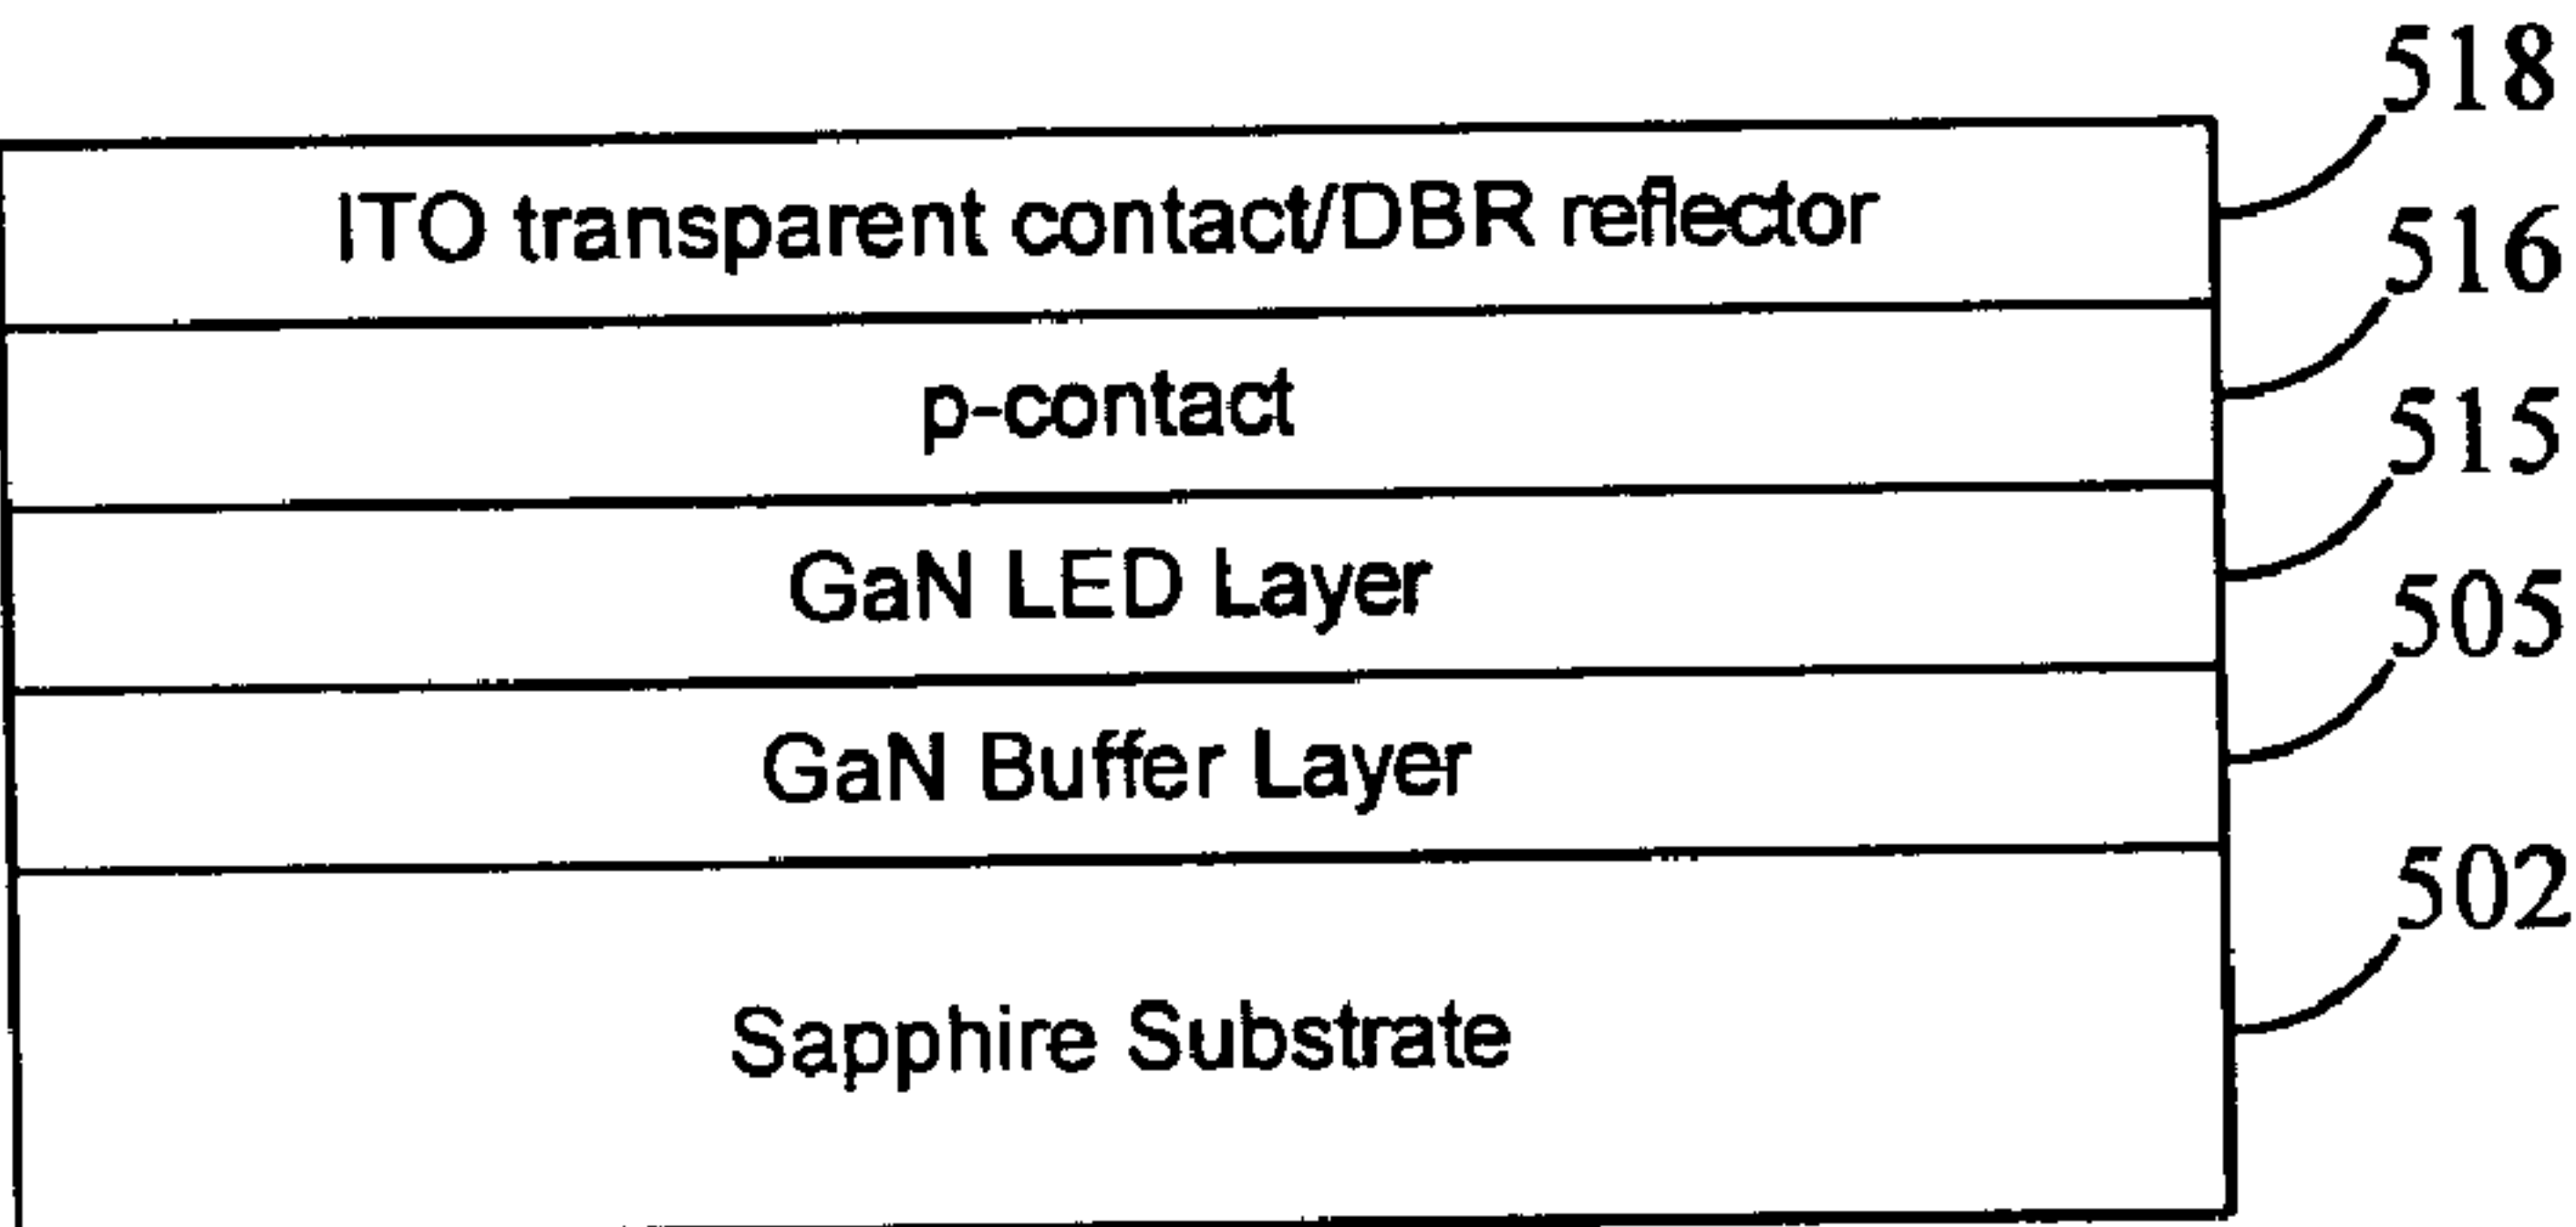 518
ITO transparent contact/DBR reflector
516
p-contact
515
GaN LED Layer
505
GaN Buffer Layer
502
Sapphire Substrate